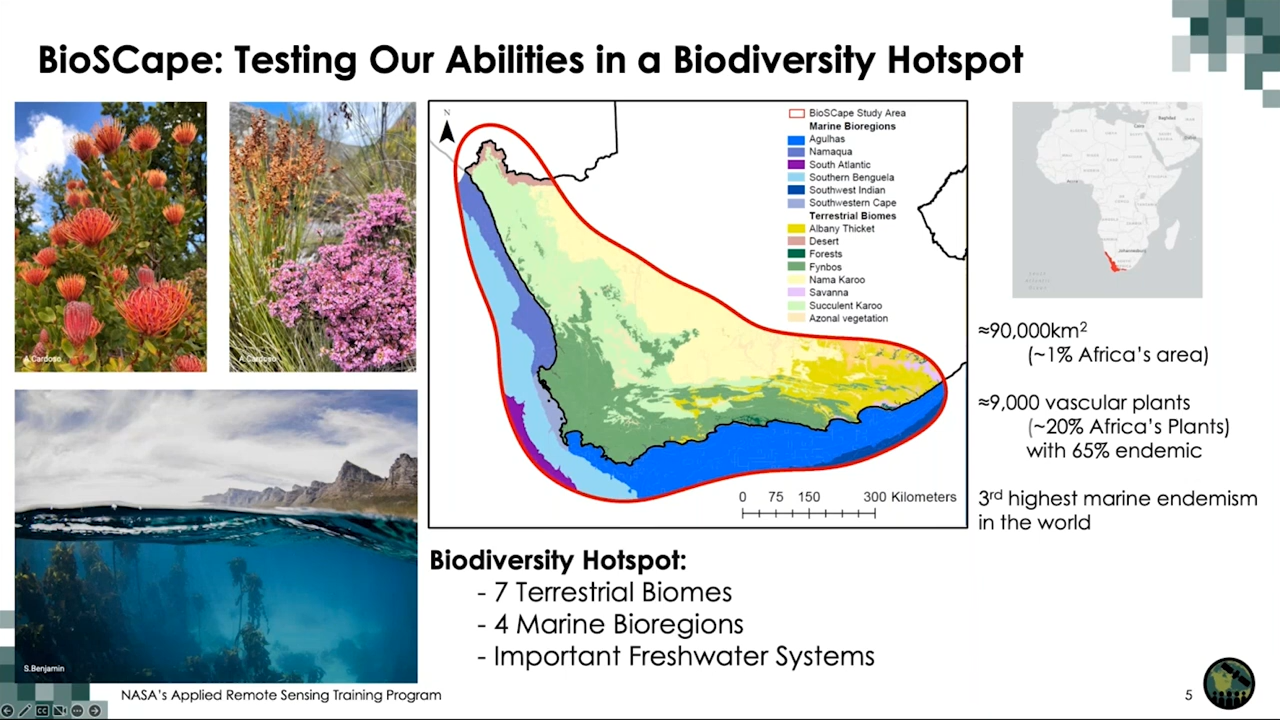 BioSCape: Testing Our Abilities in a Biodiversity Hotspot
A.Cardoso
A.Cardoso
S.Benjamin
N
BioSCape Study Area
Marine Bioregions
Agulhas
Namaqua
South Atlantic
Southern Benguela
Southwest Indian
Southwestern Cape
Terrestrial Biomes
Albany Thicket
Desert
Forests
Fynbos
Nama Karoo
Savanna
Succulent Karoo
Azonal vegetation
0 75 150 300 Kilometers
≈90,000km²
(~1% Africa's area)
≈9,000 vascular plants
(~20% Africa's Plants)
with 65% endemic
3rd highest marine endemism
in the world
Biodiversity Hotspot:
- 7 Terrestrial Biomes
- 4 Marine Bioregions
- Important Freshwater Systems
NASA's Applied Remote Sensing Training Program
5